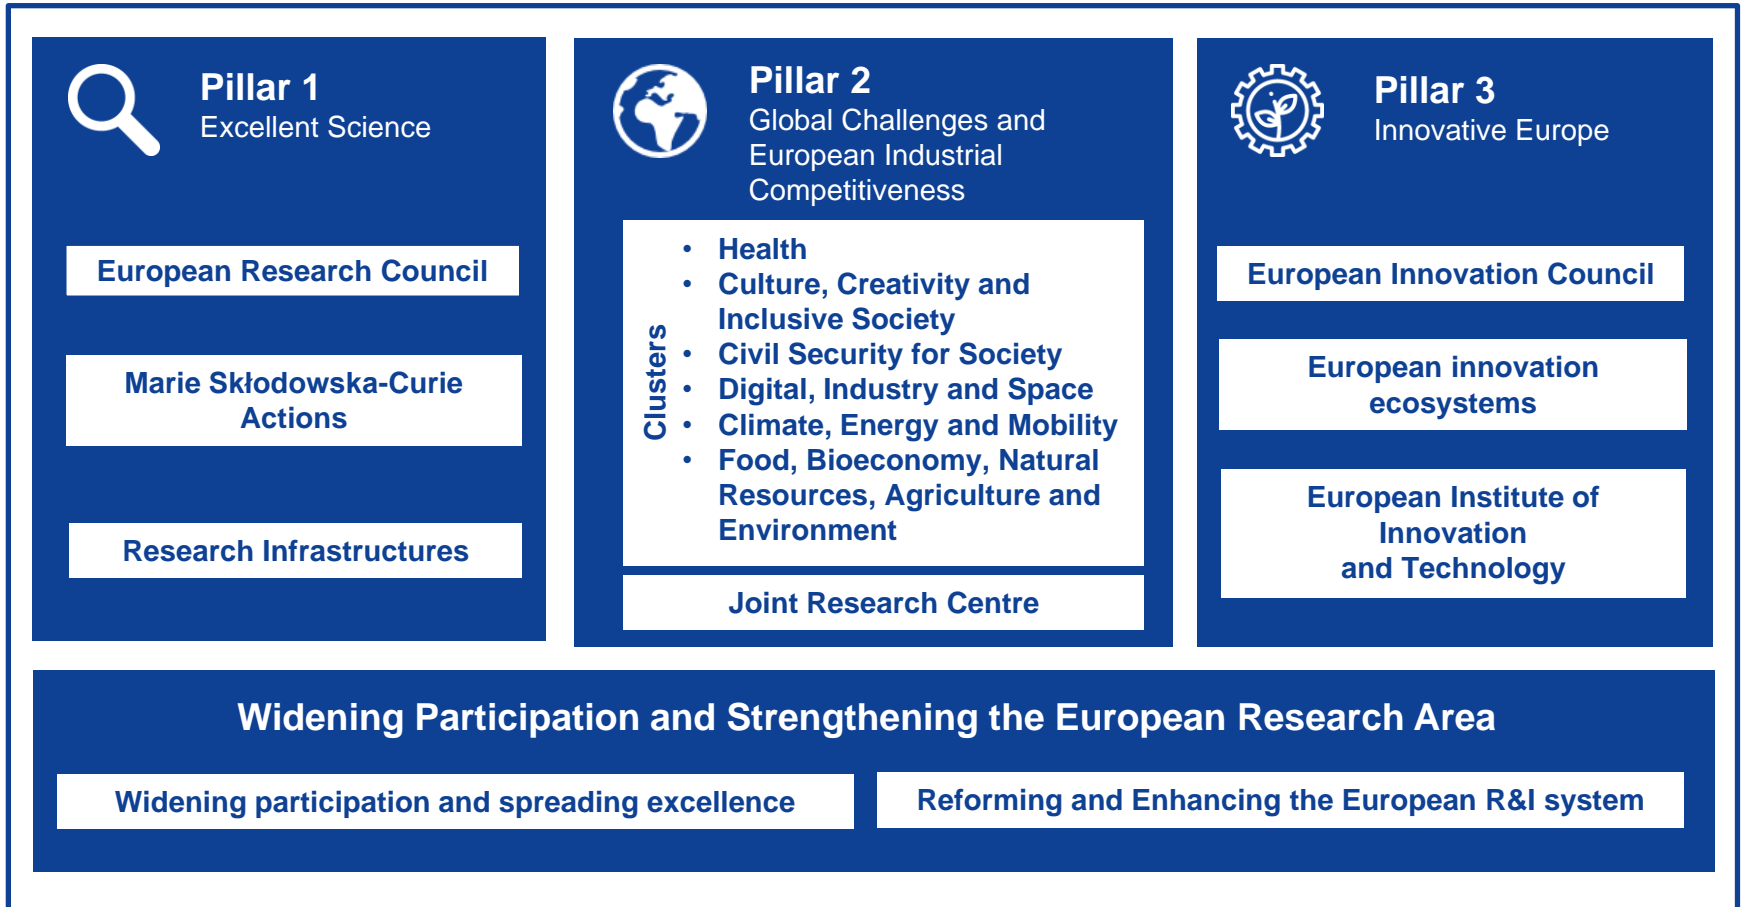 Pillar 1
Excellent Science
European Research Council
Marie Skłodowska-Curie
Actions
Research Infrastructures
Pillar 2
Global Challenges and
European Industrial
Competitiveness
Clusters
• Health
• Culture, Creativity and
Inclusive Society
• Civil Security for Society
• Digital, Industry and Space
• Climate, Energy and Mobility
• Food, Bioeconomy, Natural
Resources, Agriculture and
Environment
Joint Research Centre
Pillar 3
Innovative Europe
European Innovation Council
European innovation
ecosystems
European Institute of
Innovation
and Technology
Widening Participation and Strengthening the European Research Area
Widening participation and spreading excellence
Reforming and Enhancing the European R&I system